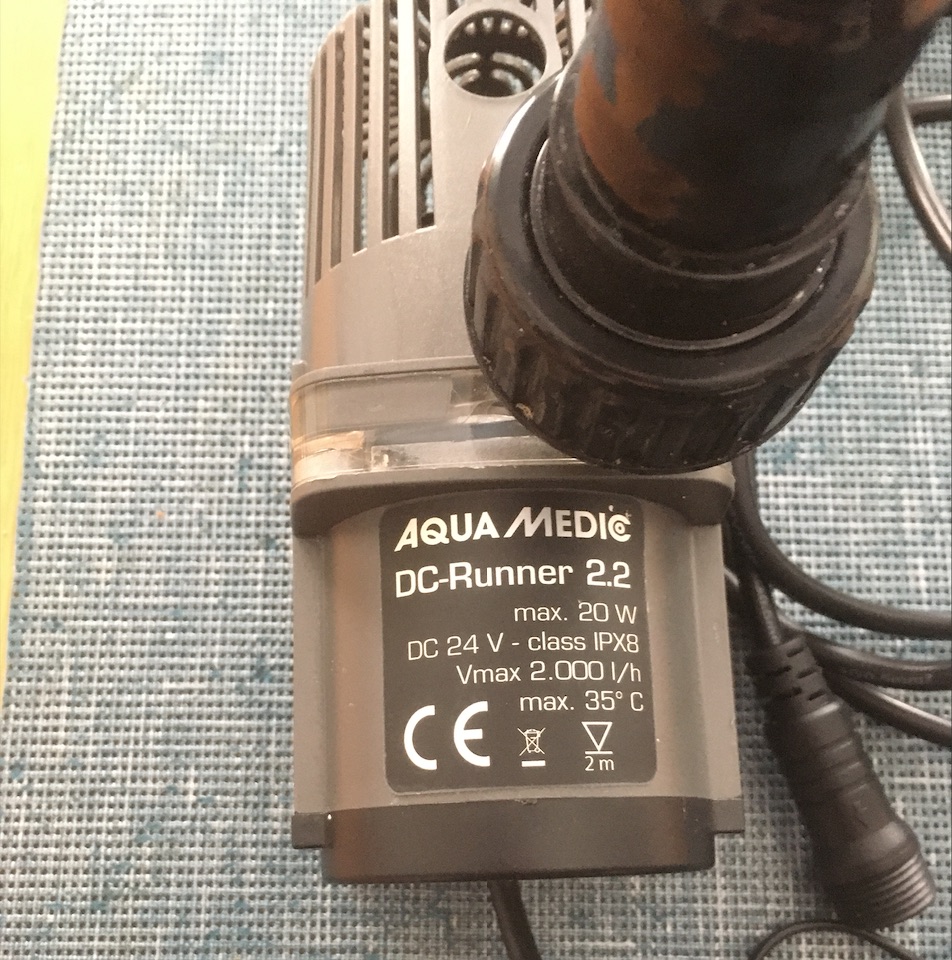 AQUA MEDIC
DC-Runner 2.2
max. 20 W
DC 24 V - class IPX8
Vmax 2.000 l/h
max. 35° C
CE
2 m